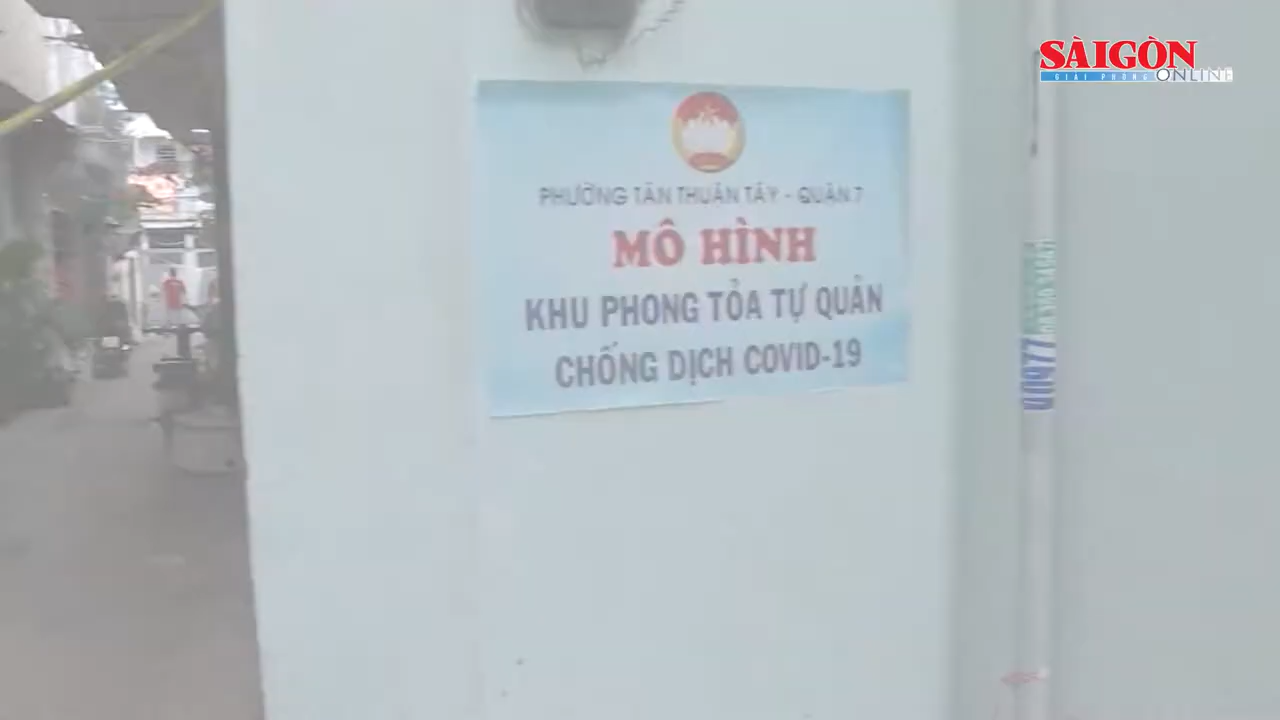 SÀIGÒN
GIẢI PHÓNG ONLINE
PHƯỜNG TÂN THUẬN TÂY - QUẬN 7
MÔ HÌNH
KHU PHONG TỎA TỰ QUẢN
CHỐNG DỊCH COVID-19